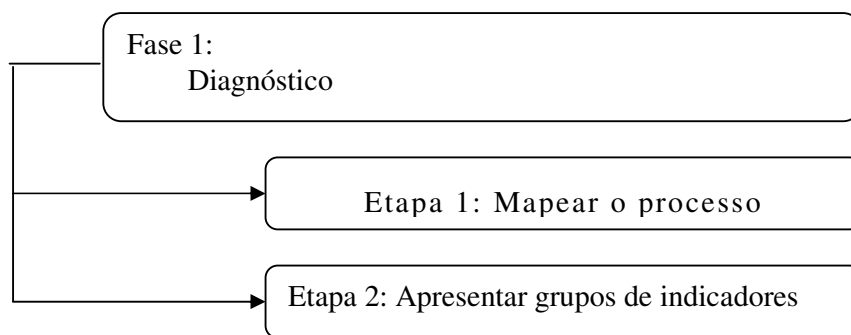 Fase 1:
Diagnóstico
Etapa 1: Mapear o processo
Etapa 2: Apresentar grupos de indicadores